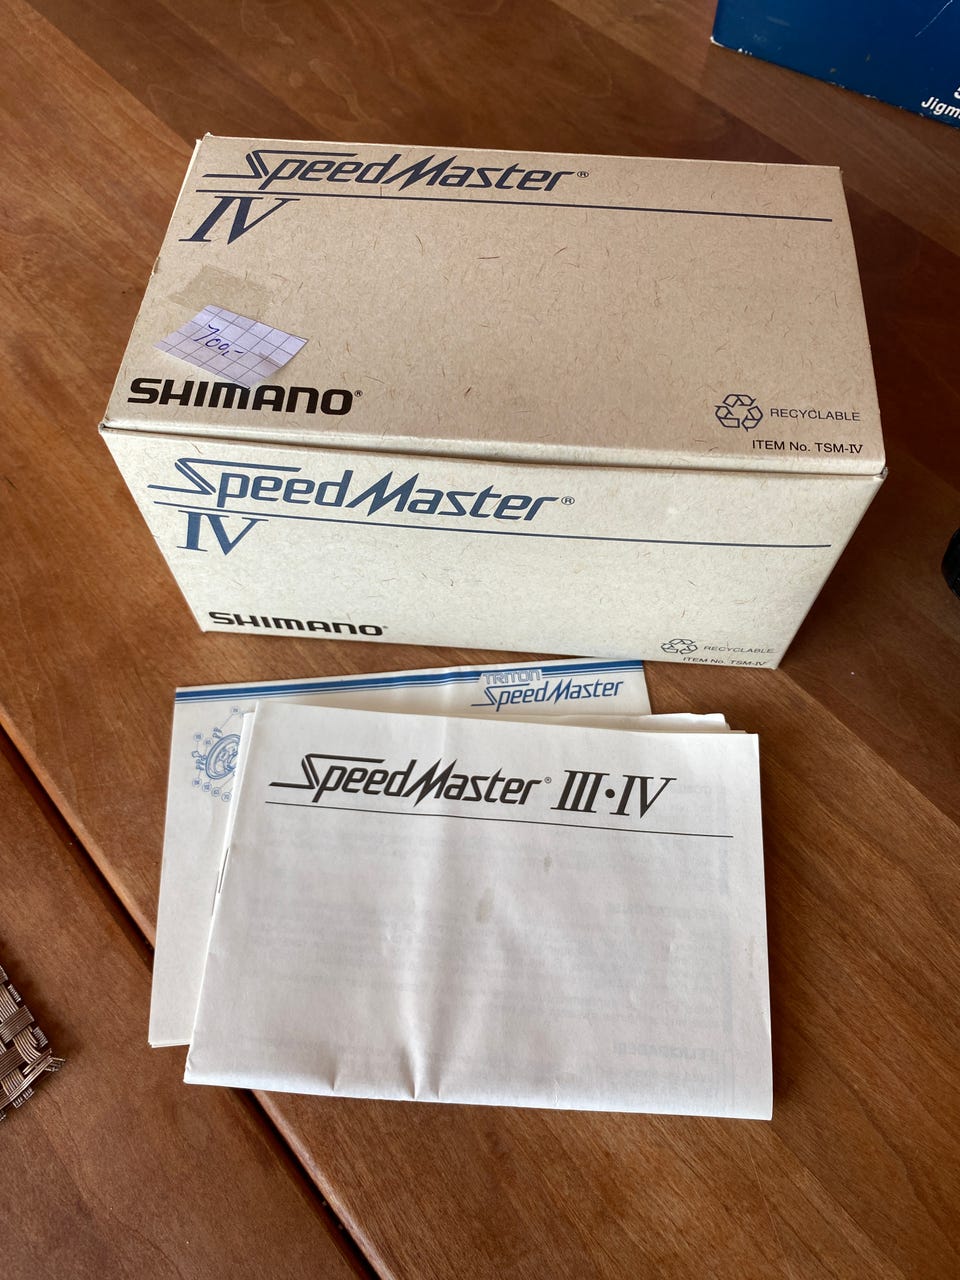 Jigm
SpeedMaster®
IV
700,-
SHIMANO®
RECYCLABLE
ITEM No. TSM-IV
SpeedMaster®
IV
SHIMANO®
RECYCLABLE
ITEM No. TSM-IV
TRITON
SpeedMaster
SpeedMaster® III•IV